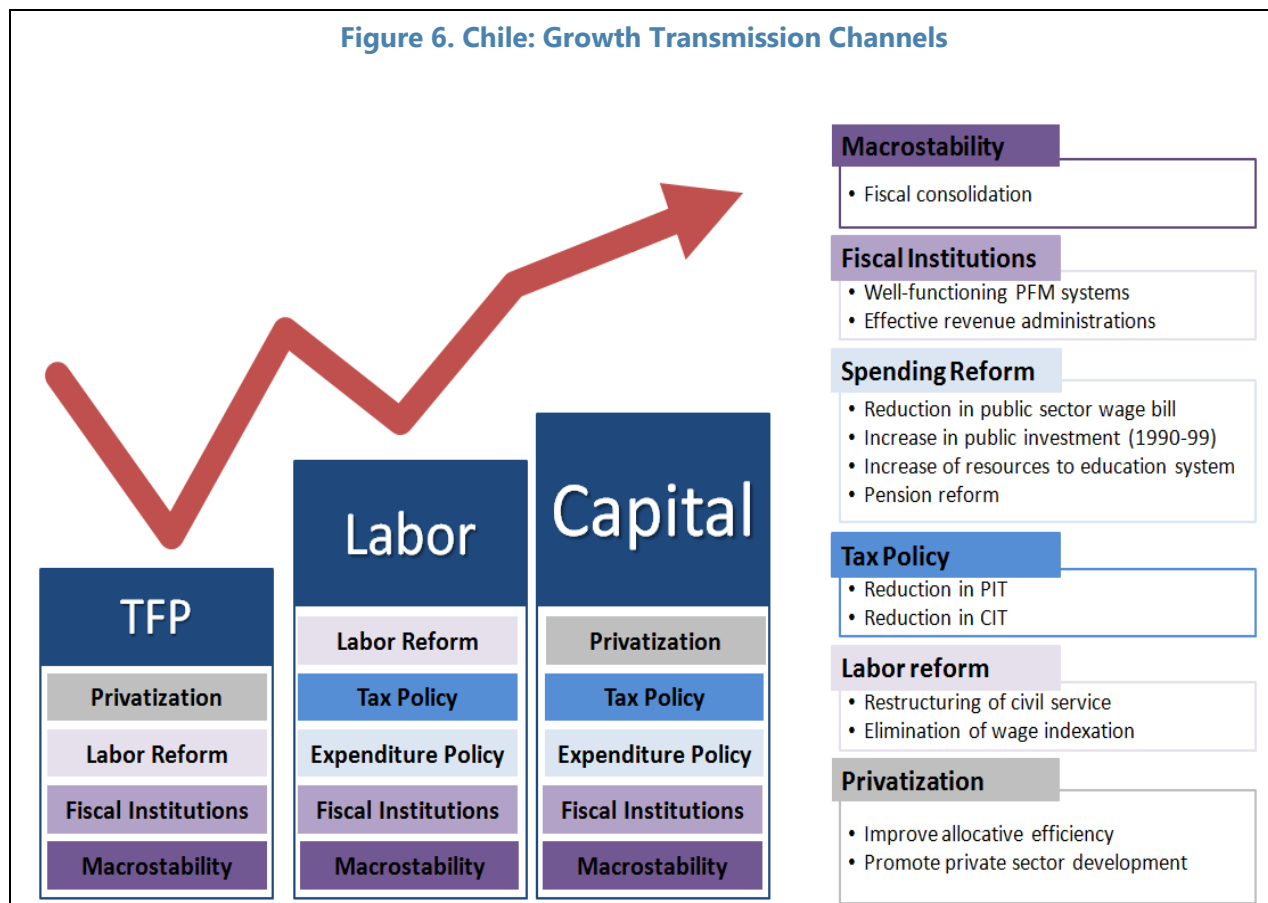 Figure 6. Chile: Growth Transmission Channels
TFP
Privatization
Labor Reform
Fiscal Institutions
Macrostability
Labor
Labor Reform
Tax Policy
Expenditure Policy
Fiscal Institutions
Macrostability
Capital
Privatization
Tax Policy
Expenditure Policy
Fiscal Institutions
Macrostability
Macrostability
• Fiscal consolidation
Fiscal Institutions
• Well-functioning PFM systems
• Effective revenue administrations
Spending Reform
• Reduction in public sector wage bill
• Increase in public investment (1990-99)
• Increase of resources to education system
• Pension reform
Tax Policy
• Reduction in PIT
• Reduction in CIT
Labor reform
• Restructuring of civil service
• Elimination of wage indexation
Privatization
• Improve allocative efficiency
• Promote private sector development